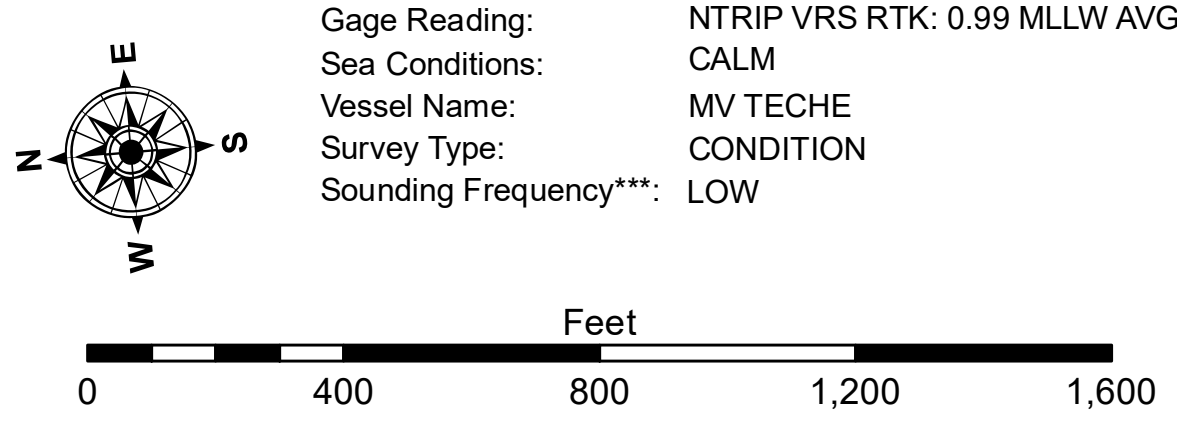 Gage Reading: NTRIP VRS RTK: 0.99 MLLW AVG
Sea Conditions: CALM
Vessel Name: MV TECHE
Survey Type: CONDITION
Sounding Frequency***: LOW
E
N
S
W
Feet
0 400 800 1,200 1,600